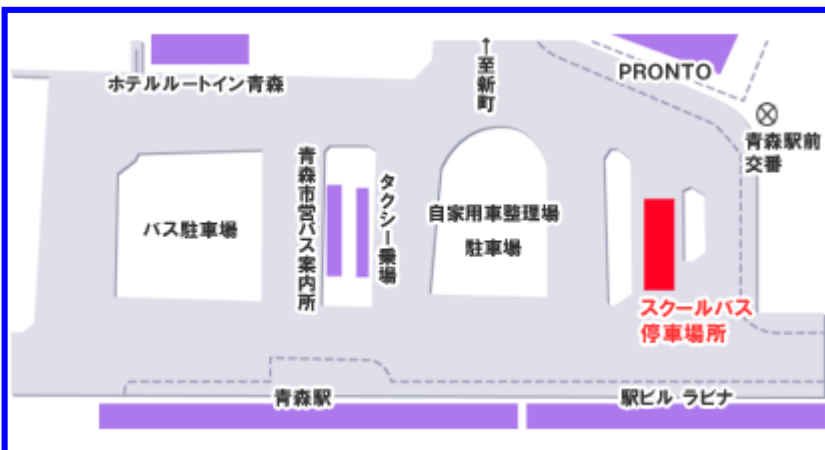 ホテルルートイン青森
↑至新町
PRONTO
青森駅前
交番
バス駐車場
青森市営バス案内所
タクシー乗場
自家用車整理場
駐車場
スクールバス
停車場所
青森駅
駅ビル ラビナ